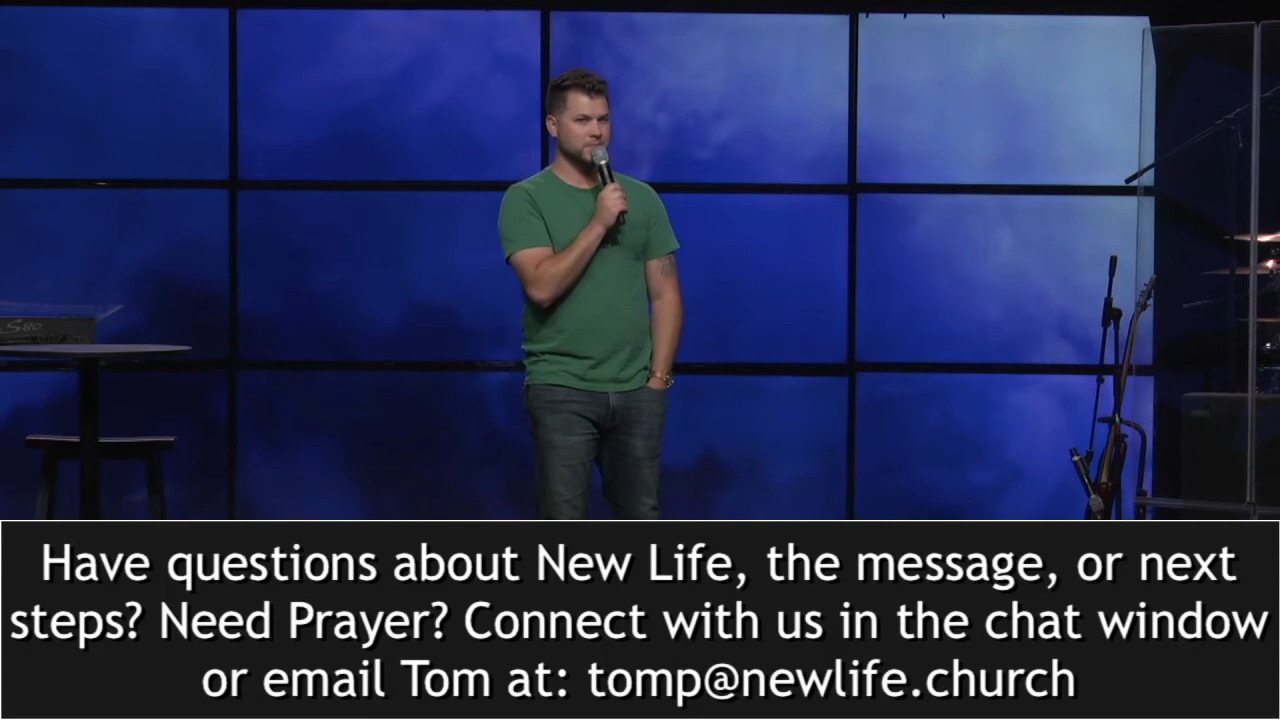 S80
Have questions about New Life, the message, or next
steps? Need Prayer? Connect with us in the chat window
or email Tom at: tomp@newlife.church